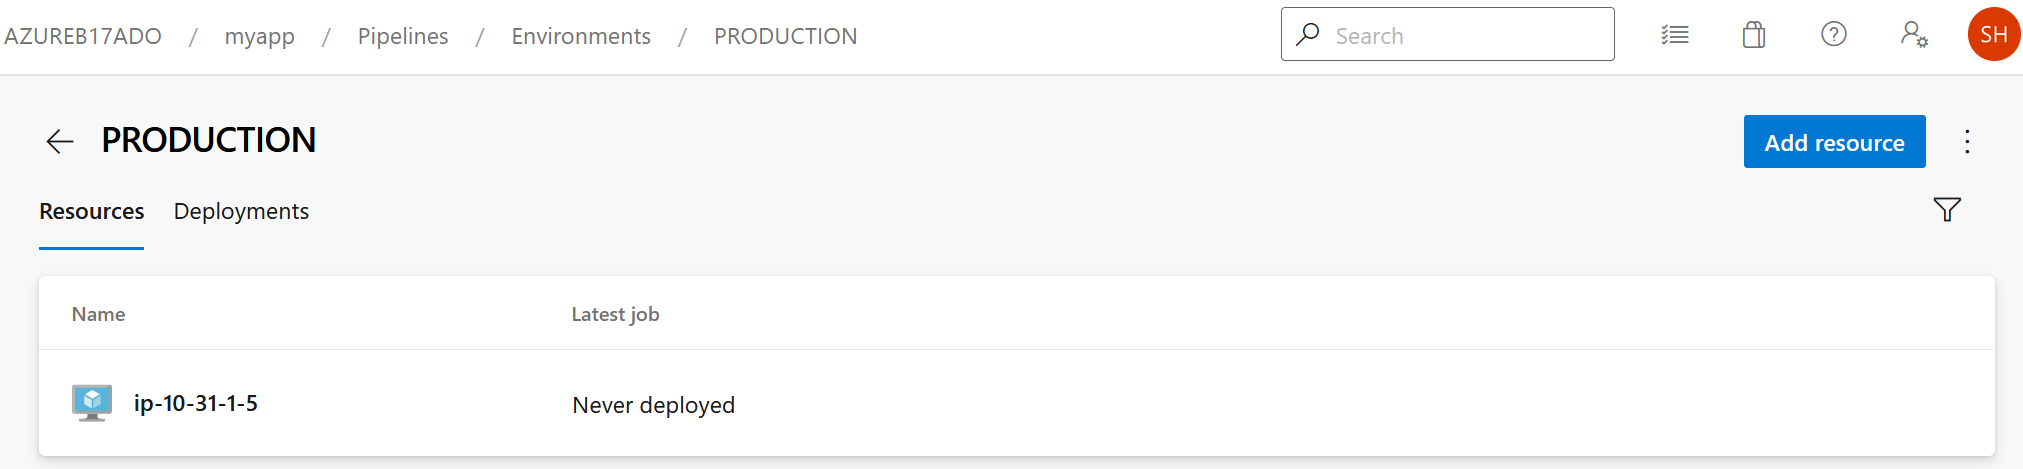 AZUREB17ADO / myapp / Pipelines / Environments / PRODUCTION Search SH
PRODUCTION Add resource
Resources Deployments
Name Latest job
ip-10-31-1-5 Never deployed